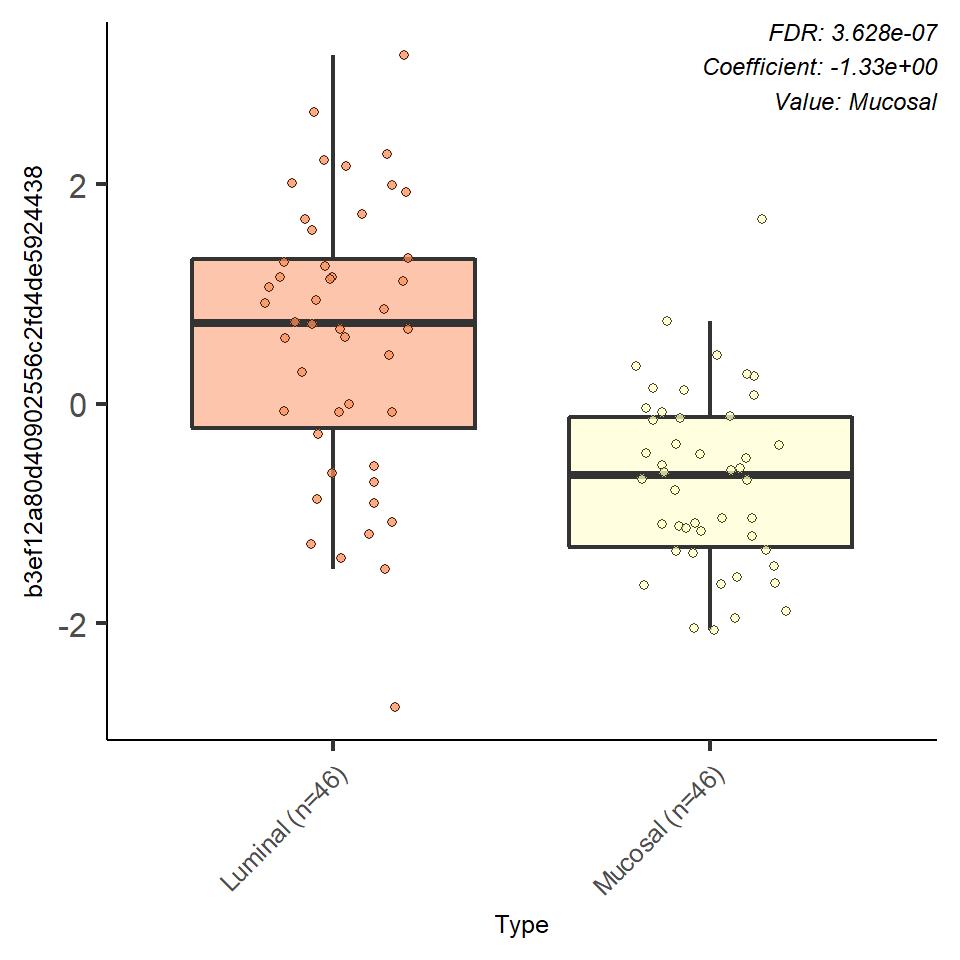 FDR: 3.628e-07
Coefficient: -1.33e+00
Value: Mucosal
b3ef12a80d40902556c2fd4de5924438
2
0
-2
Luminal (n=46)
Mucosal (n=46)
Type